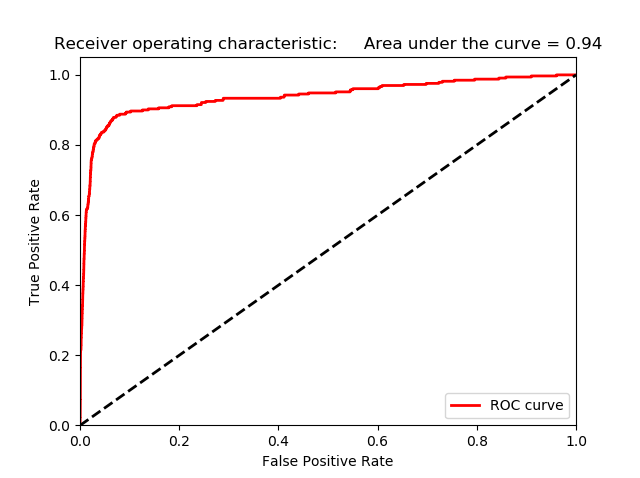 Receiver operating characteristic:     Area under the curve = 0.94
True Positive Rate
1.0
0.8
0.6
0.4
0.2
0.0
ROC curve
0.0 0.2 0.4 0.6 0.8 1.0
False Positive Rate